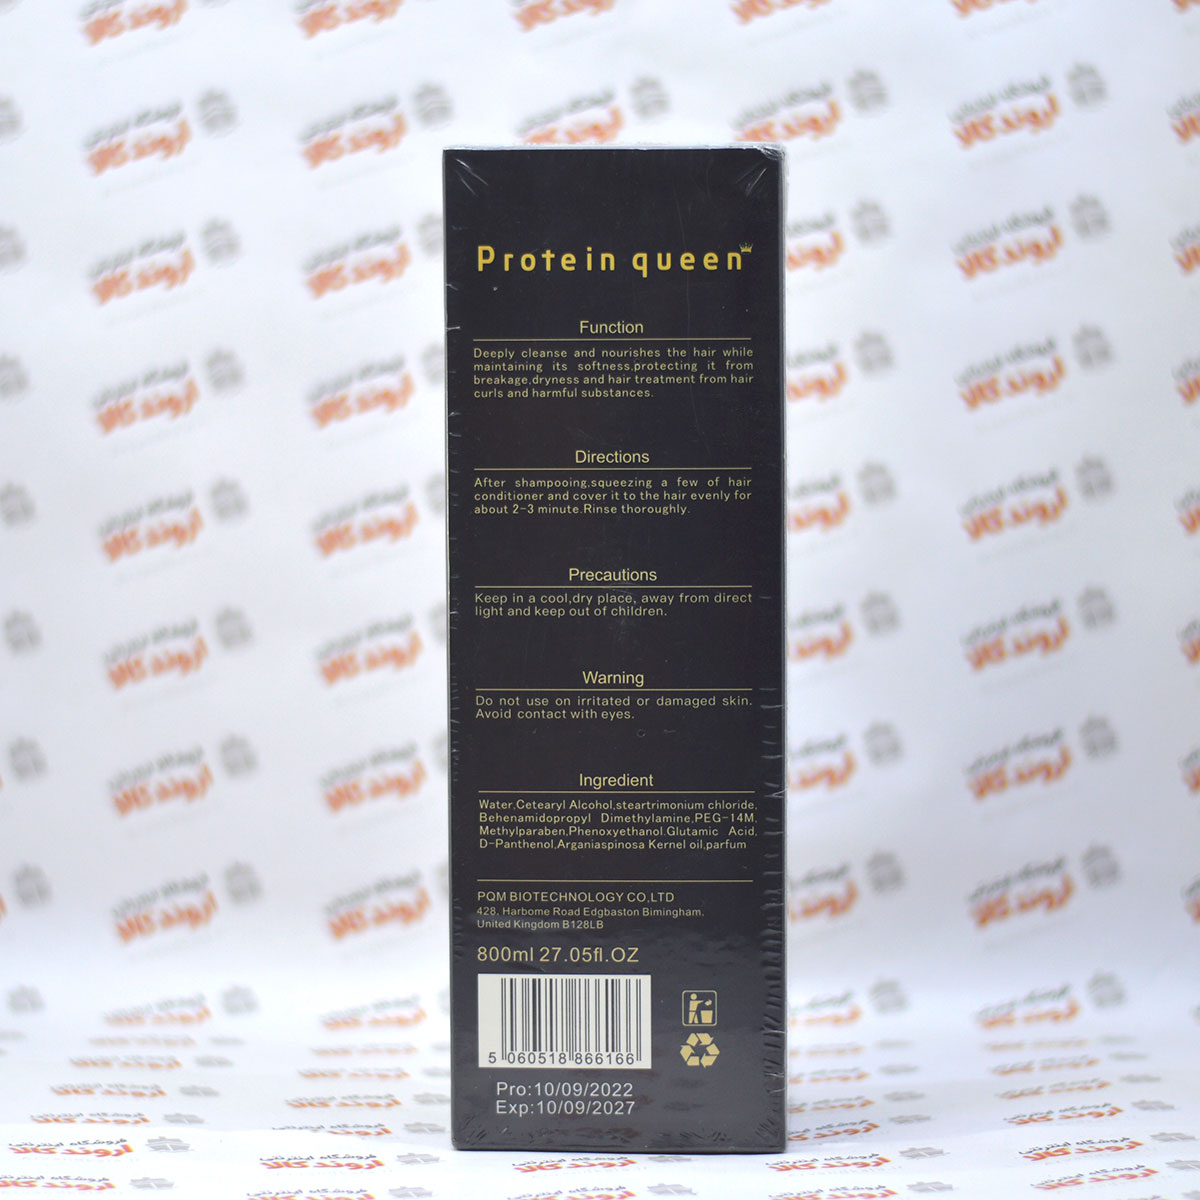 Protein queen
Function
Deeply cleanse and nourishes the hair while
maintaining its softness,protecting it from
breakage,dryness and hair treatment from hair
curls and harmful substances.
Directions
After shampooing,squeezing a few of hair
conditioner and cover it to the hair evenly for
about 2-3 minute.Rinse thoroughly.
Precautions
Keep in a cool,dry place, away from direct
light and keep out of children.
Warning
Do not use on irritated or damaged skin.
Avoid contact with eyes.
Ingredient
Water,Cetearyl Alcohol,steartrimonium chloride,
Behenamidopropyl Dimethylamine,PEG-14M,
Methylparaben,Phenoxyethanol.Glutamic Acid,
D-Panthenol,Arganiaspinosa Kernel oil,parfum
PQM BIOTECHNOLOGY CO,LTD
428, Harbome Road Edgbaston Bimingham,
United Kingdom B128LB
800ml 27.05fl.OZ
5 060518 866166
Pro:10/09/2022
Exp:10/09/2027
فروشگاه اینترنتی
اروند کالا